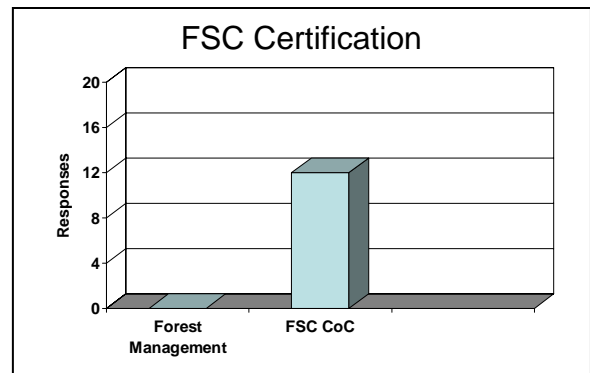 FSC Certification
20
16
12
8
4
0
Responses
Forest
Management
FSC CoC